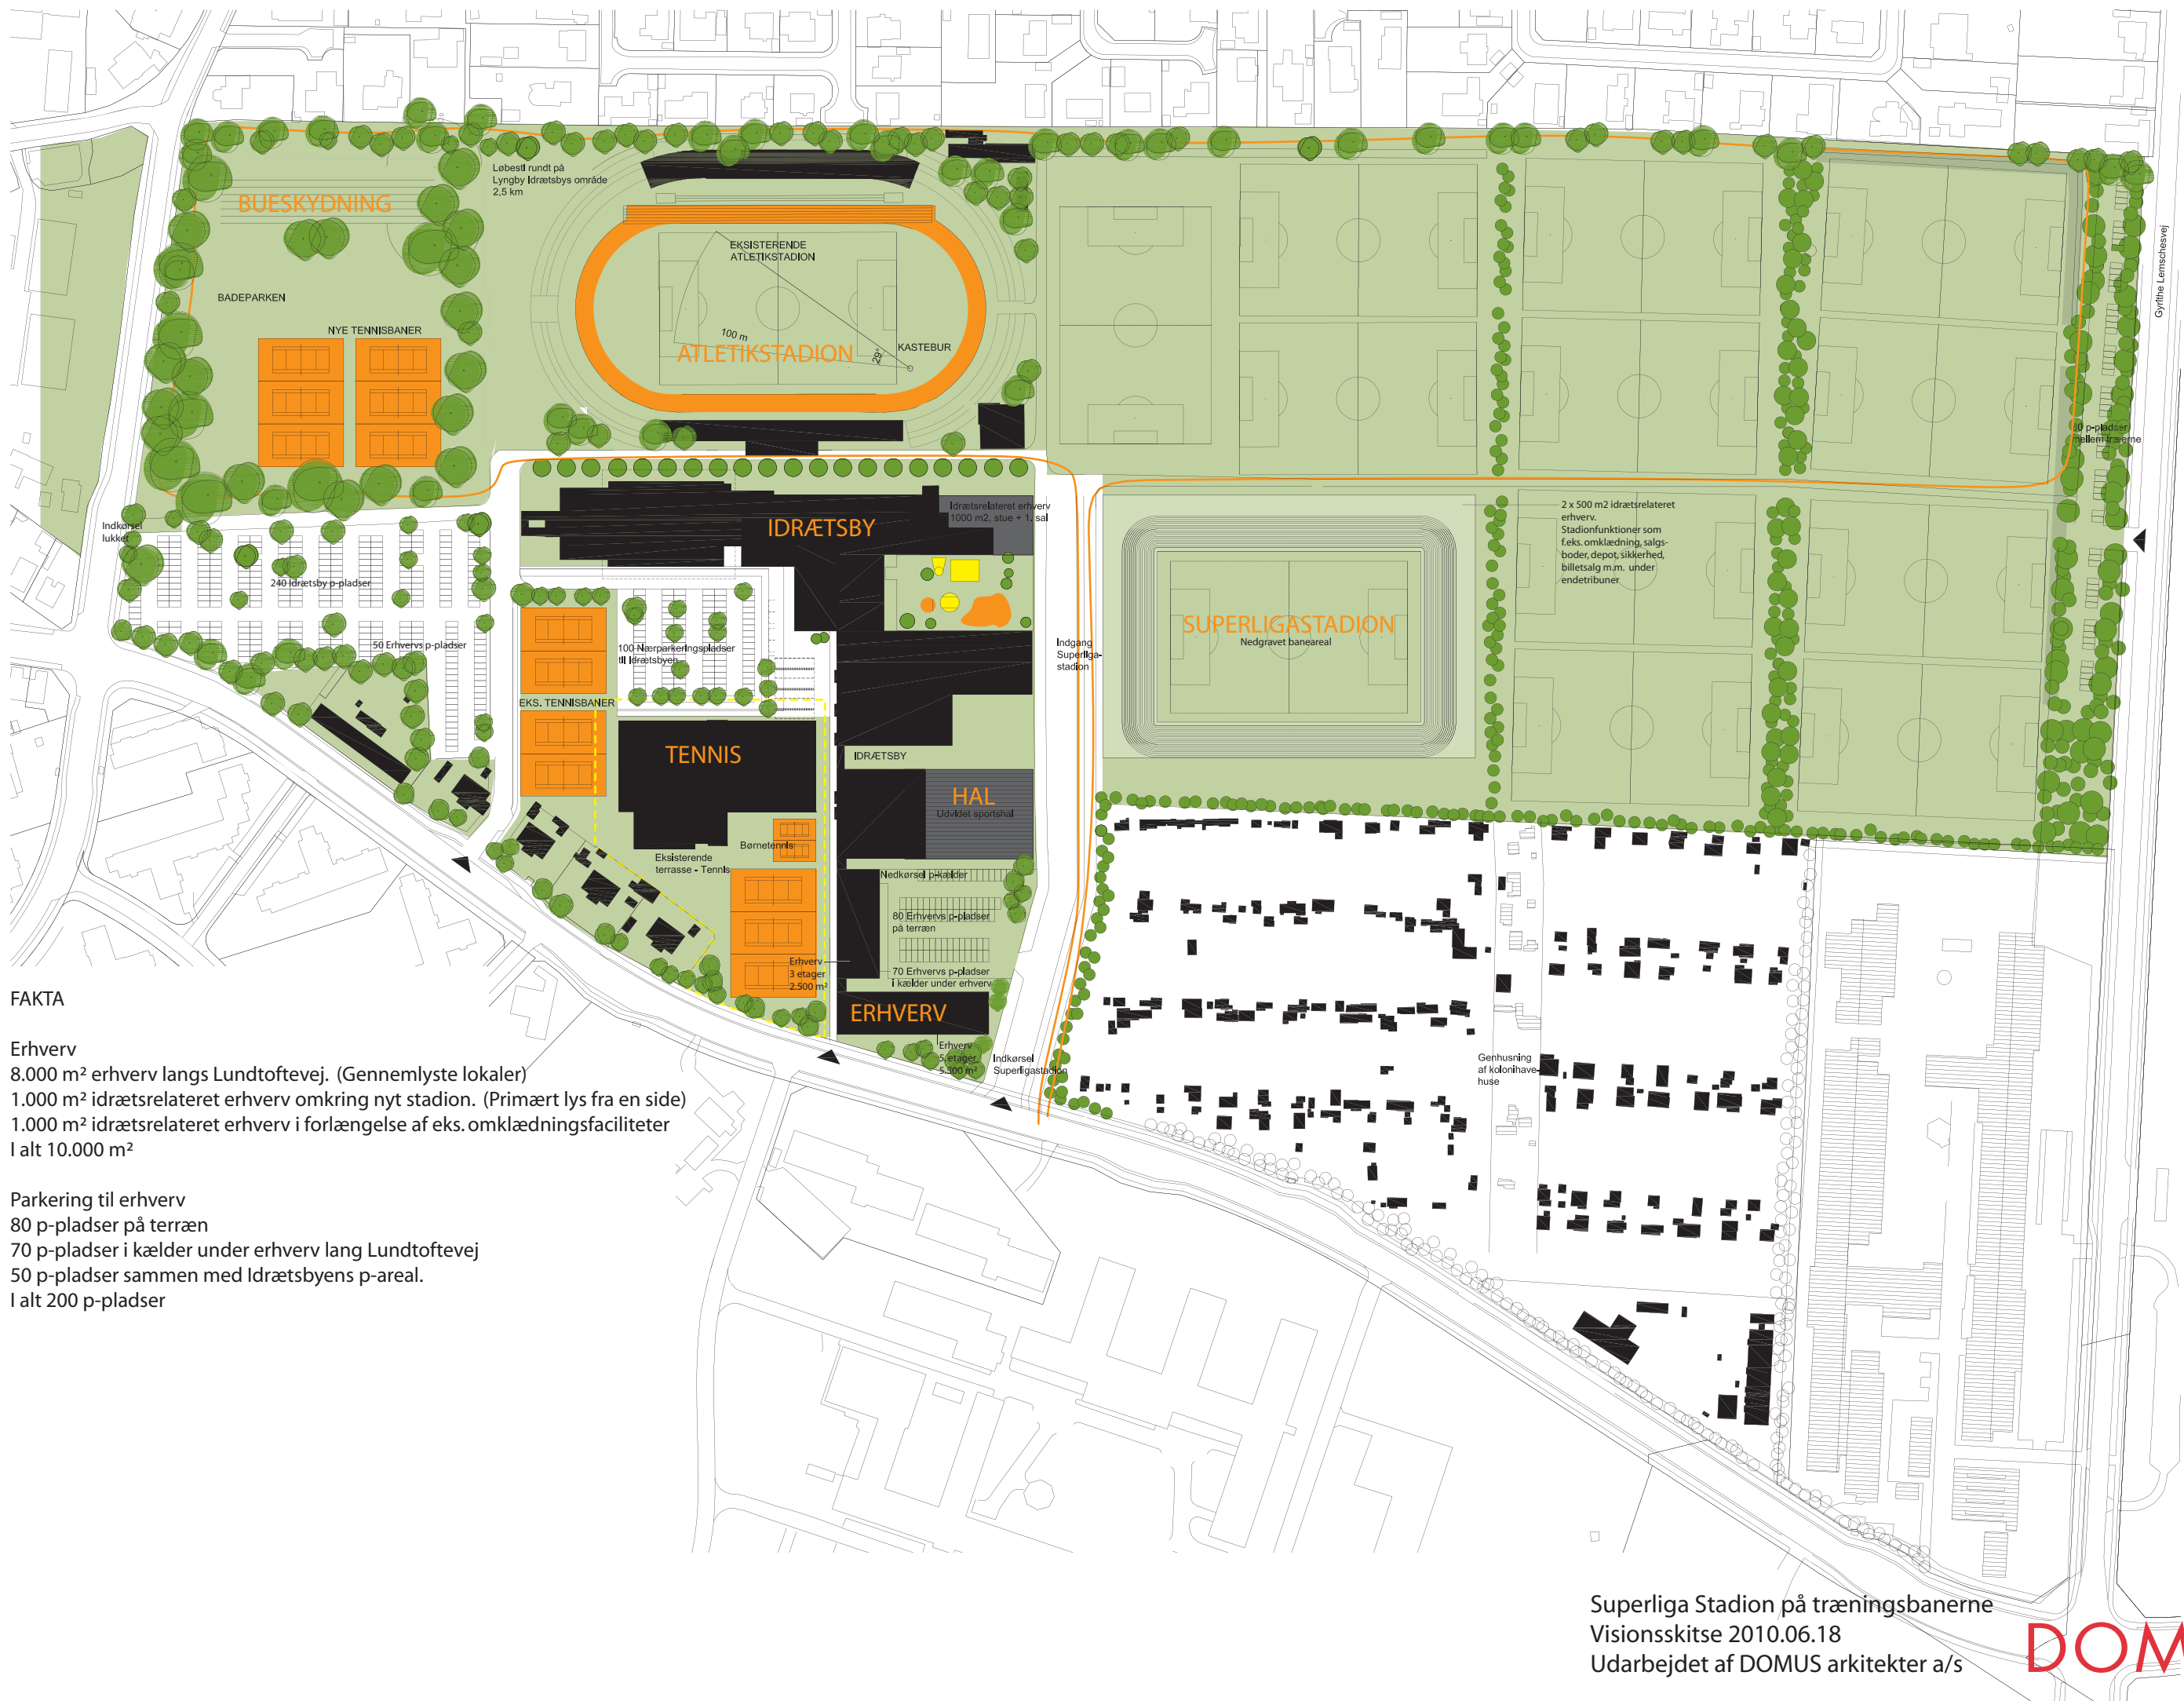 Løbesti rundt på
Lyngby Idrætsbys område
2,5 km
BUESKYDNING
BADEPARKEN
NYE TENNISBANER
EKSISTERENDE
ATLETIKSTADION
100 m
ATLETIKSTADION
29°
KASTEBUR
Gyrithe Lemschesvej
p-pladser
mellem træerne
Indkørsel
lukket
240 Idrætsby p-pladser
50 Erhvervs p-pladser
IDRÆTSBY
Idrætsrelateret erhverv
1000 m2, stue + 1. sal
2 x 500 m2 idrætsrelateret
erhverv.
Stadionfunktioner som
f.eks. omklædning, salgs-
boder, depot, sikkerhed,
billetsalg m.m. under
endetribuner
100 Nærparkeringspladser
til Idrætsbyen
Indgang
Superliga-
stadion
SUPERLIGASTADION
Nedgravet baneareal
EKS. TENNISBANER
TENNIS
IDRÆTSBY
HAL
Udvidet sportshal
Børnetennis
Eksisterende
terrasse - Tennis
Nedkørsel p-kælder
80 Erhvervs p-pladser
på terræn
Erhverv
3 etager
2.500 m²
70 Erhvervs p-pladser
i kælder under erhverv
ERHVERV
Erhverv
5. etager
5.500 m²
Indkørsel
Superligastadion
Genhusning
af kolonihave-
huse
FAKTA
Erhverv
8.000 m² erhverv langs Lundtoftevej. (Gennemlyste lokaler)
1.000 m² idrætsrelateret erhverv omkring nyt stadion. (Primært lys fra en side)
1.000 m² idrætsrelateret erhverv i forlængelse af eks. omklædningsfaciliteter
I alt 10.000 m²
Parkering til erhverv
80 p-pladser på terræn
70 p-pladser i kælder under erhverv lang Lundtoftevej
50 p-pladser sammen med Idrætsbyens p-areal.
I alt 200 p-pladser
Superliga Stadion på træningsbanerne
Visionsskitse 2010.06.18
Udarbejdet af DOMUS arkitekter a/s
DOM